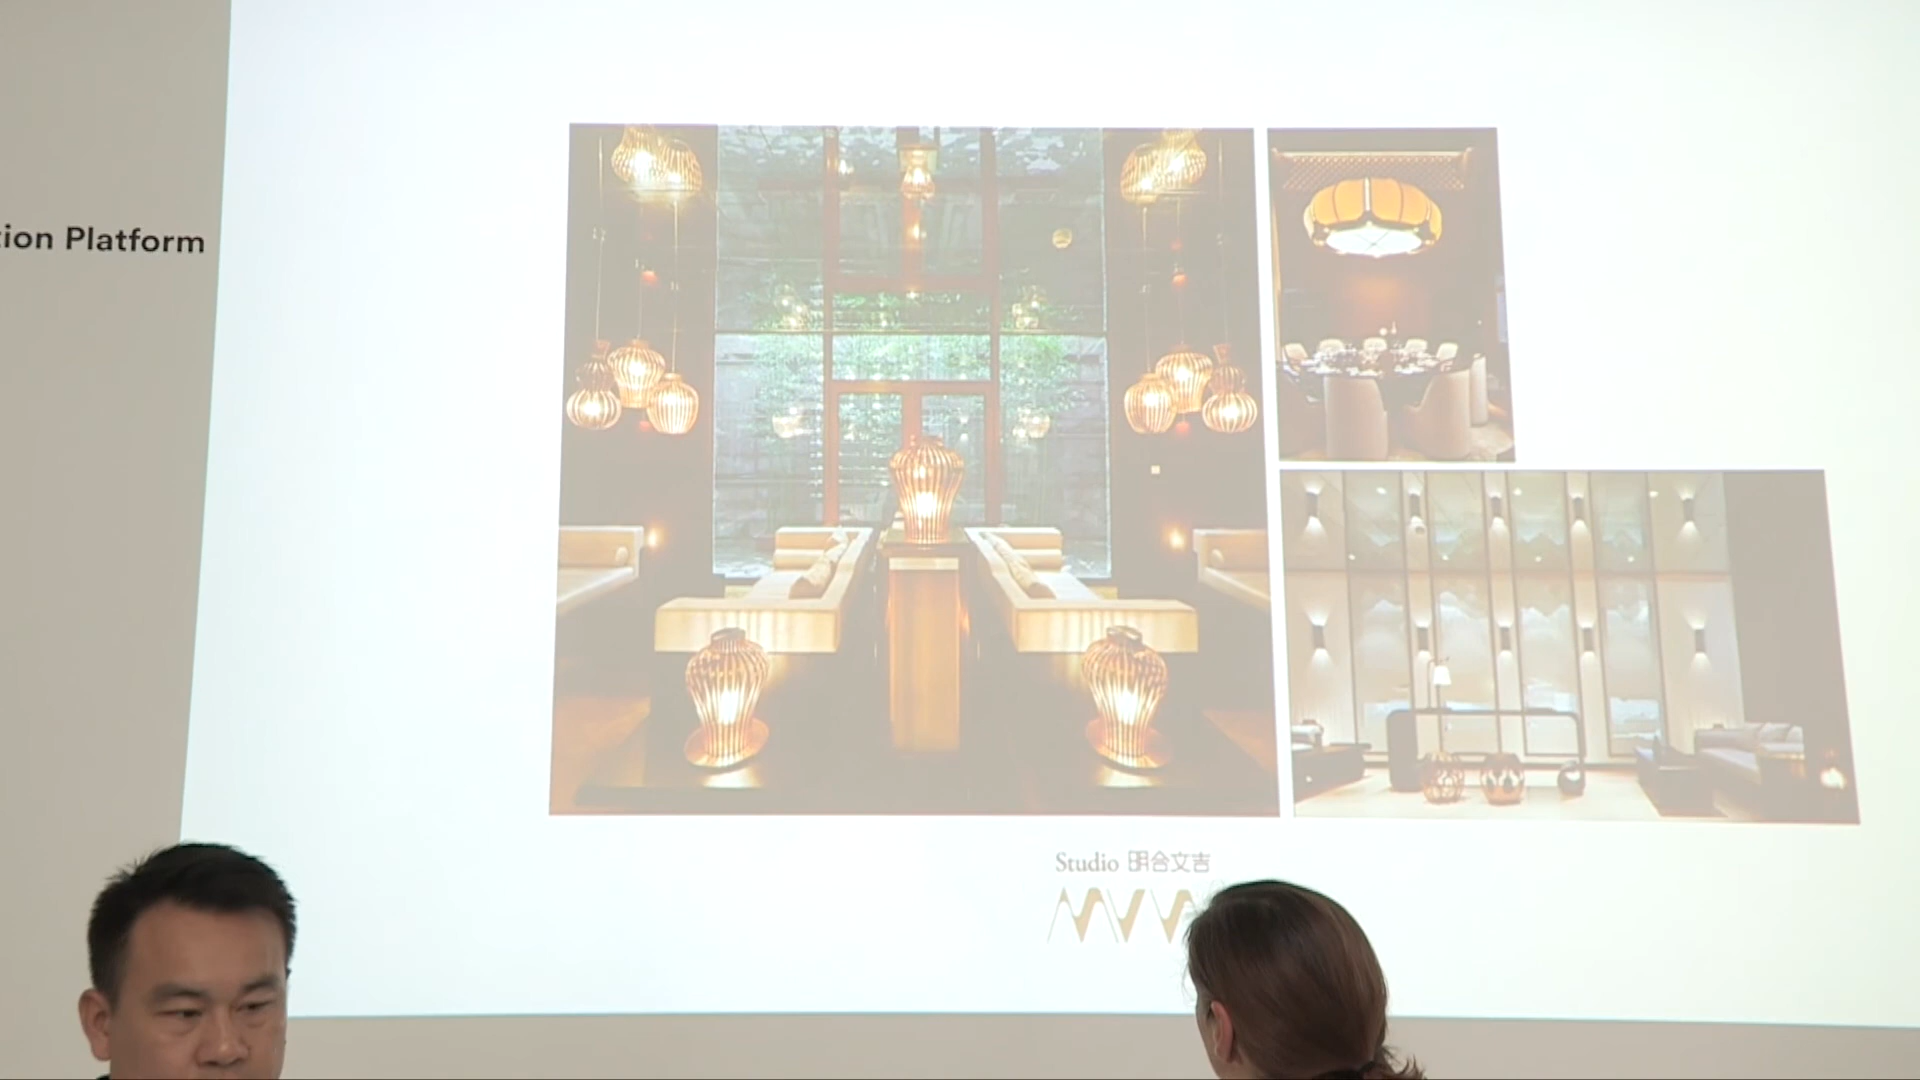 tion Platform
Studio 明合文吉